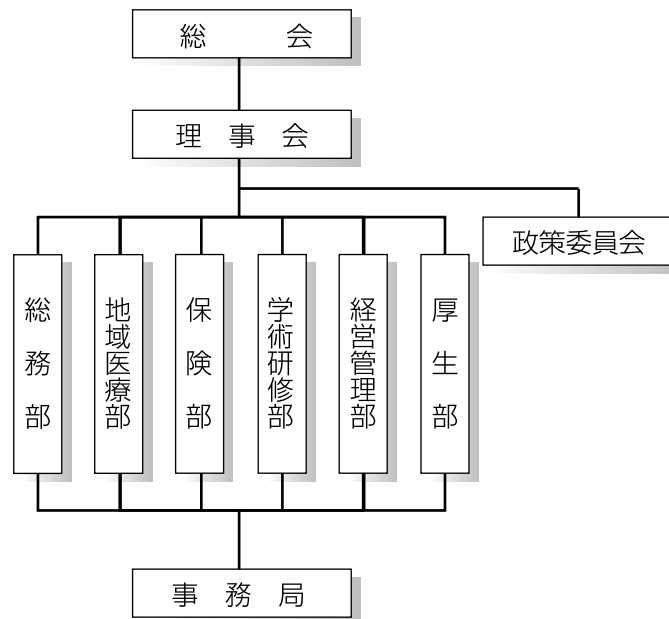 総会
理事会
政策委員会
総務部
地域医療部
保険部
学術研修部
経営管理部
厚生部
事務局